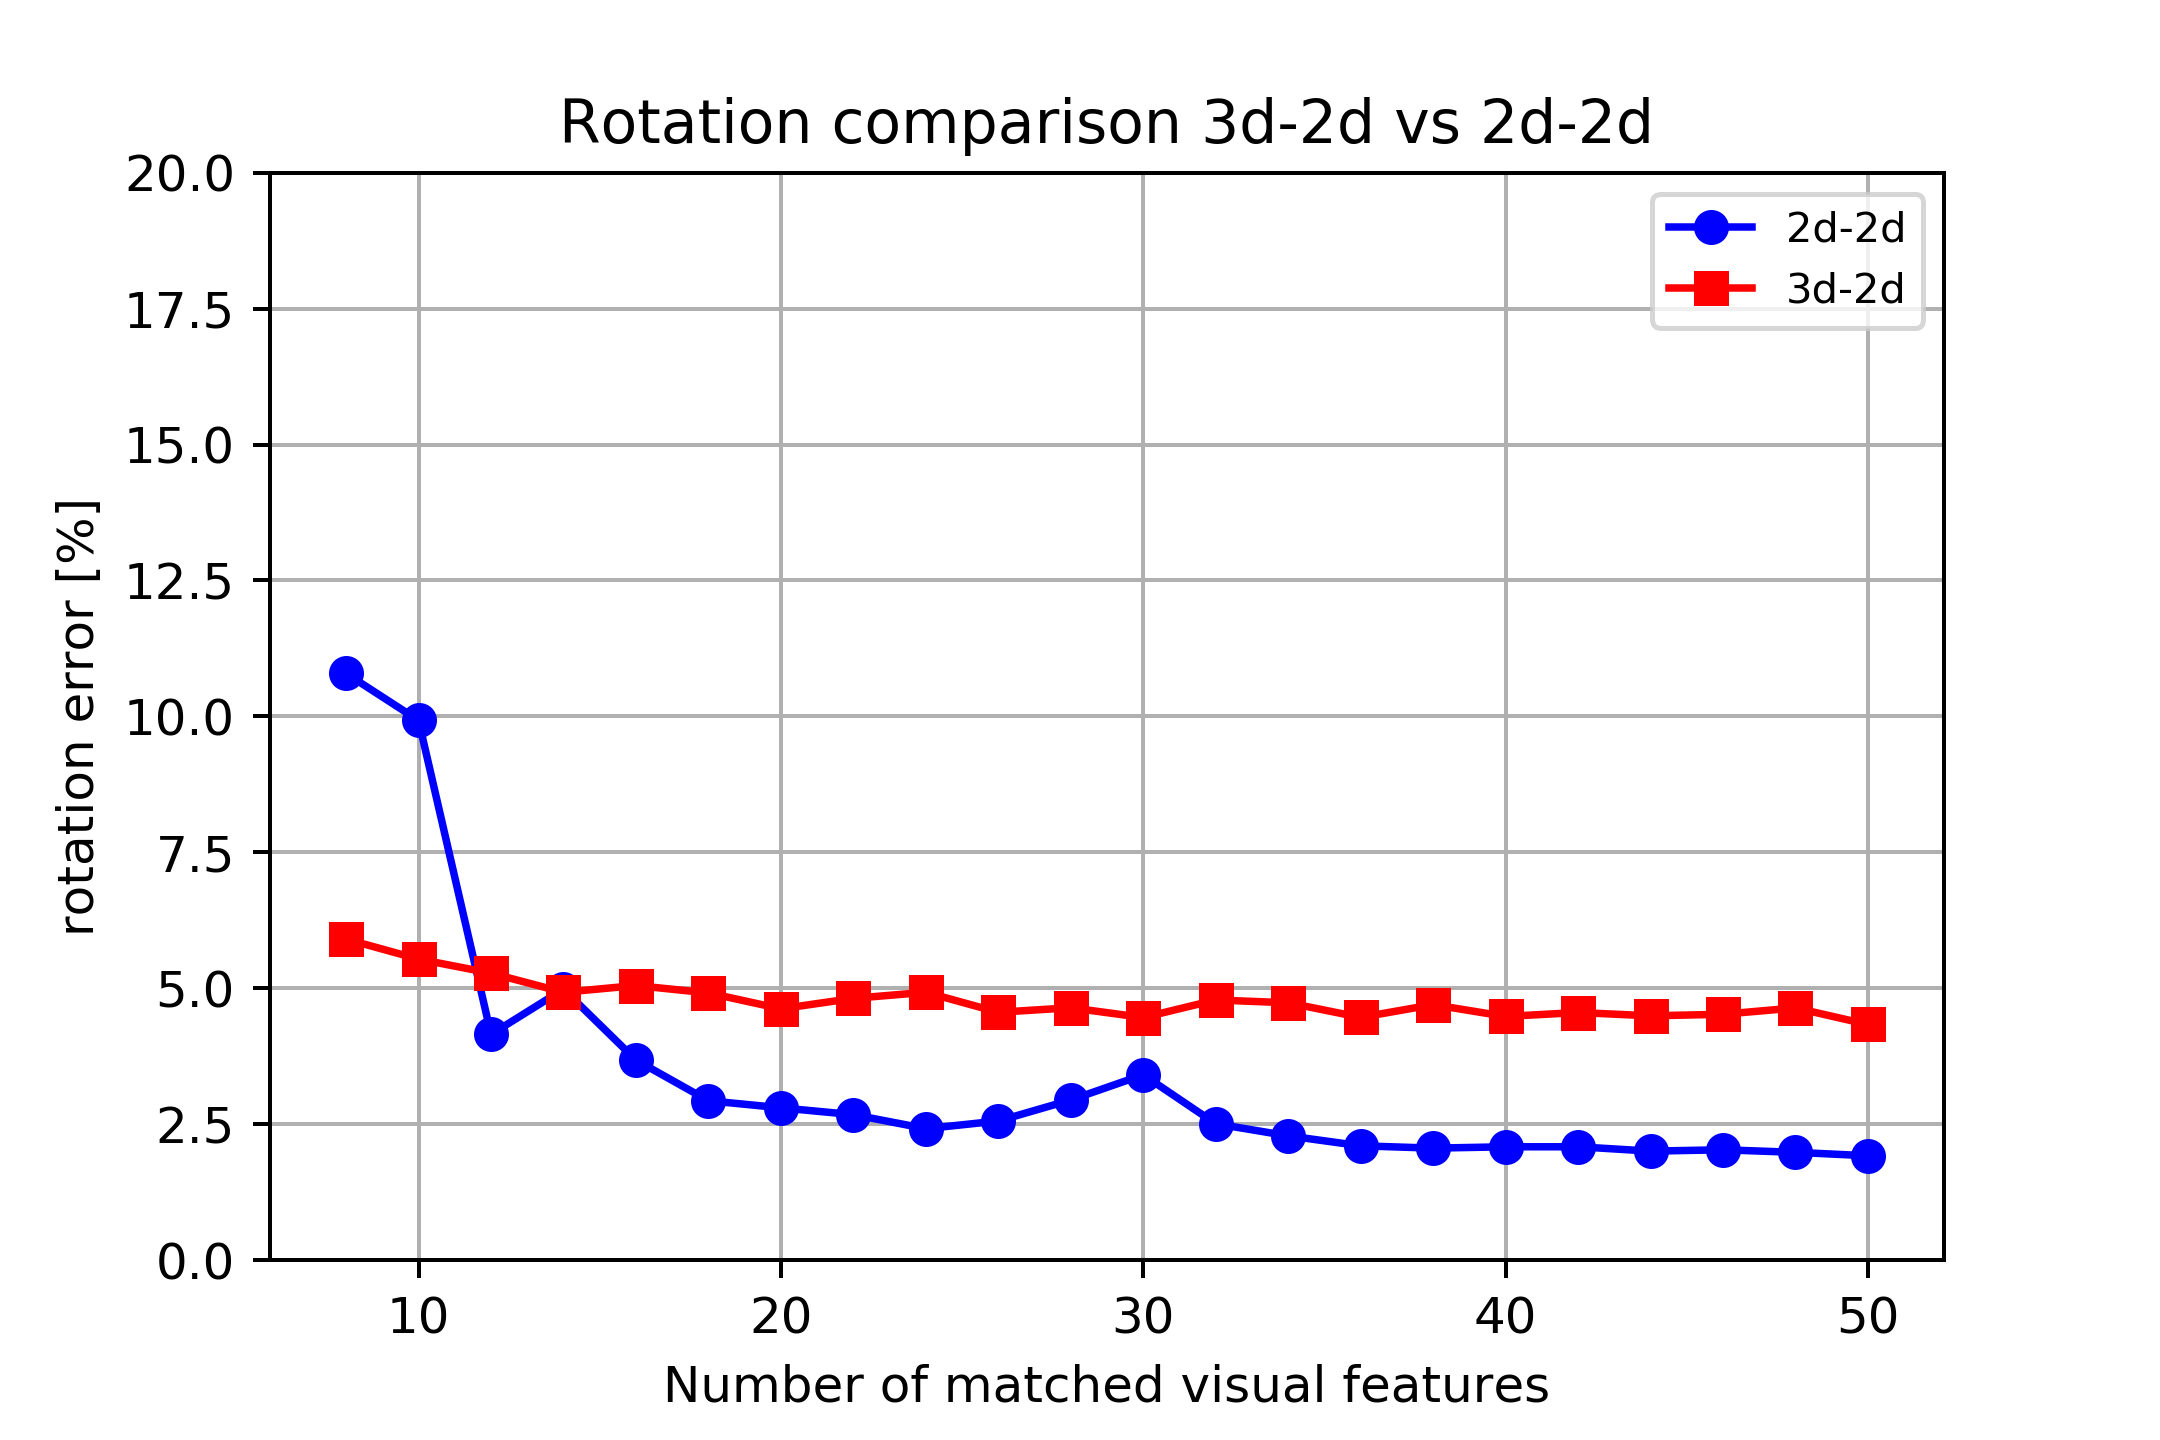 Rotation comparison 3d-2d vs 2d-2d
20.0
17.5
15.0
12.5
10.0
7.5
5.0
2.5
0.0
rotation error [%]
2d-2d
3d-2d
10 20 30 40 50
Number of matched visual features